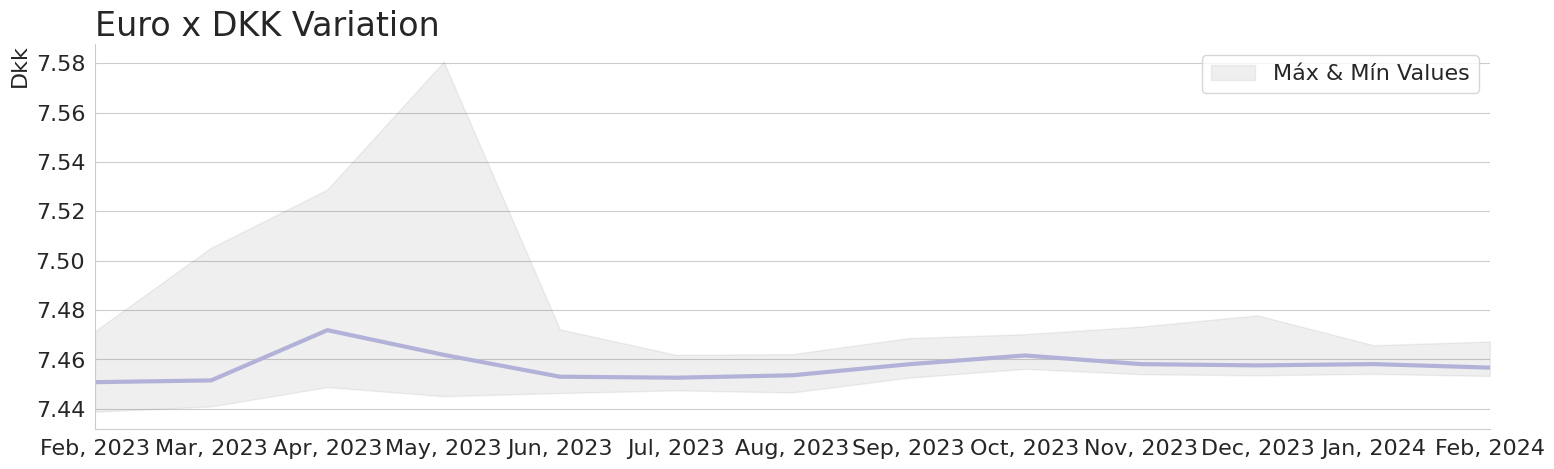 Euro x DKK Variation
Dkk
7.58
7.56
7.54
7.52
7.50
7.48
7.46
7.44
Máx & Mín Values
Feb, 2023 Mar, 2023 Apr, 2023 May, 2023 Jun, 2023 Jul, 2023 Aug, 2023 Sep, 2023 Oct, 2023 Nov, 2023 Dec, 2023 Jan, 2024 Feb, 2024